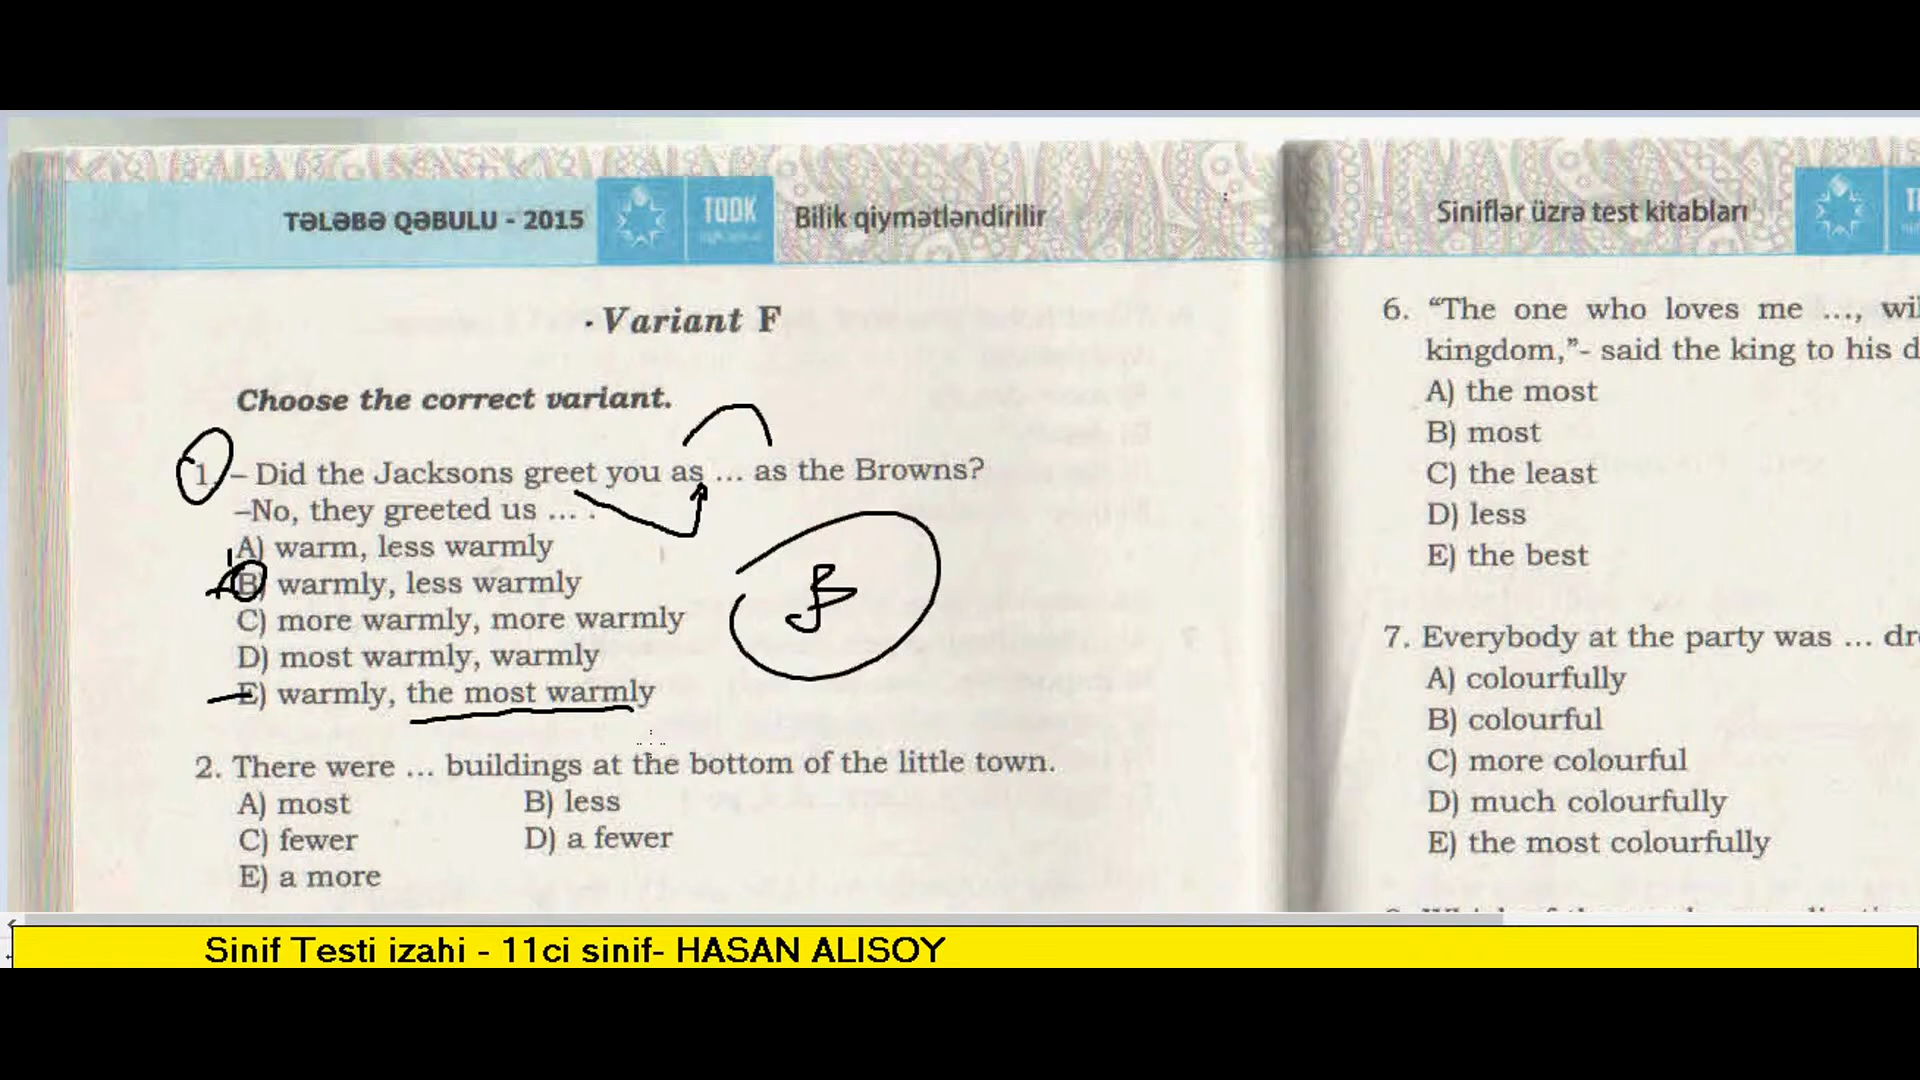 TƏLƏBƏ QƏBULU - 2015
TQDK
Bilik qiymətləndirilir
Siniflər üzrə test kitabları
Variant F
Choose the correct variant.
1. – Did the Jacksons greet you as ... as the Browns?
–No, they greeted us ... .
A) warm, less warmly
B) warmly, less warmly
C) more warmly, more warmly
D) most warmly, warmly
E) warmly, the most warmly
B
2. There were ... buildings at the bottom of the little town.
A) most B) less
C) fewer D) a fewer
E) a more
6. “The one who loves me ...,
kingdom,”- said the king to his
A) the most
B) most
C) the least
D) less
E) the best
7. Everybody at the party was ...
A) colourfully
B) colourful
C) more colourful
D) much colourfully
E) the most colourfully
Sinif Testi izahi - 11ci sinif- HASAN ALISOY